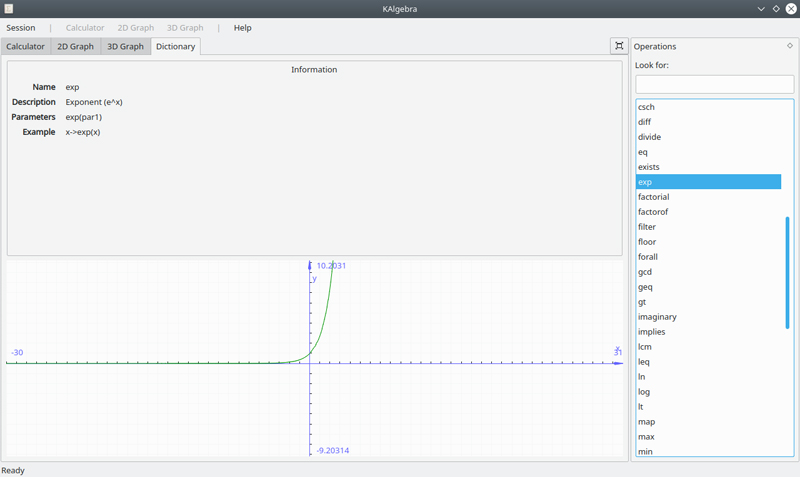 KAlgebra
Session | Calculator 2D Graph 3D Graph | Help
Calculator 2D Graph 3D Graph Dictionary
Information
Name exp
Description Exponent (e^x)
Parameters exp(par1)
Example x->exp(x)
10.2031
y
-30
x
31
-9.20314
Operations
Look for:
csch
diff
divide
eq
exists
exp
factorial
factorof
filter
floor
forall
gcd
geq
gt
imaginary
implies
lcm
leq
ln
log
lt
map
max
min
Ready